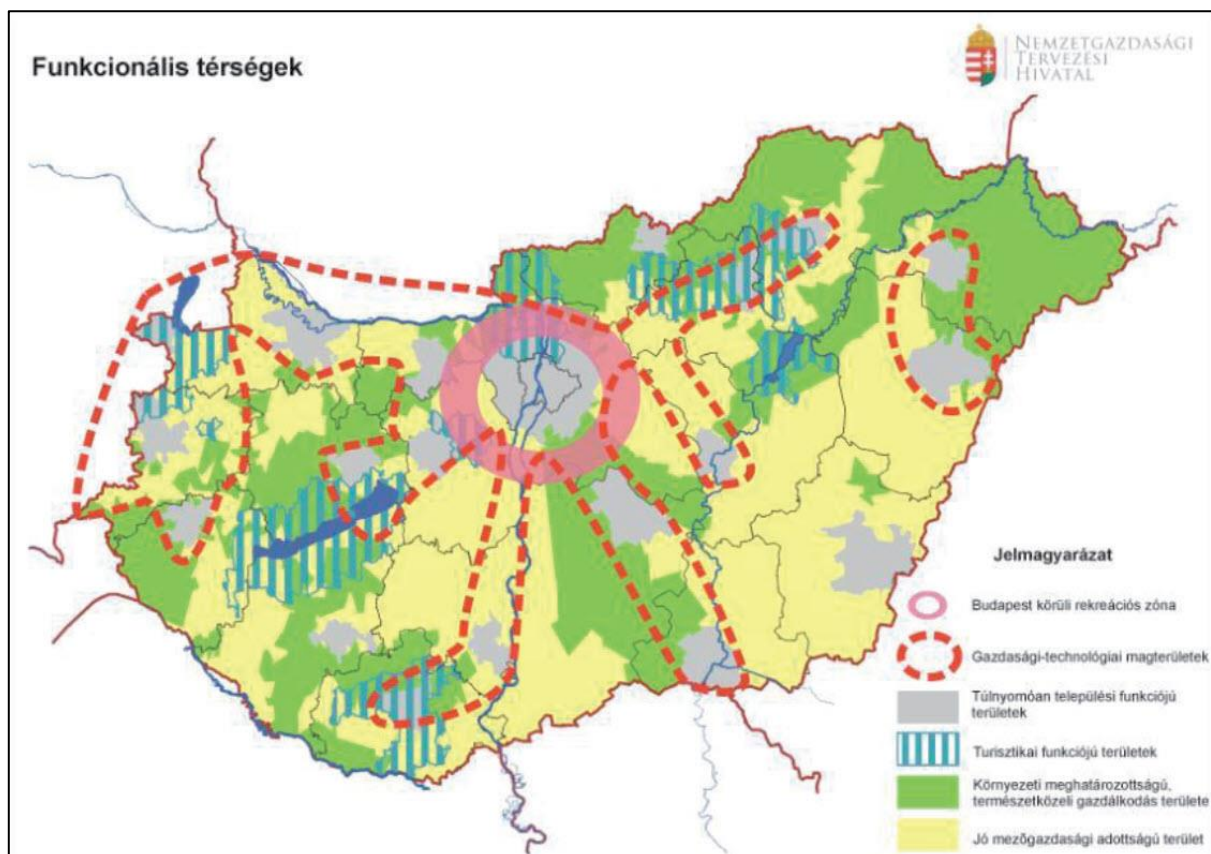 Funkcionális térségek
NEMZETGAZDASÁGI
TERVEZÉSI
HIVATAL
Jelmagyarázat
Budapest körüli rekreációs zóna
Gazdasági-technológiai magterületek
Túlnyomóan települési funkciójú
területek
Turisztikai funkciójú területek
Környezeti meghatározottságú,
természetközeli gazdálkodás területe
Jó mezőgazdasági adottságú terület